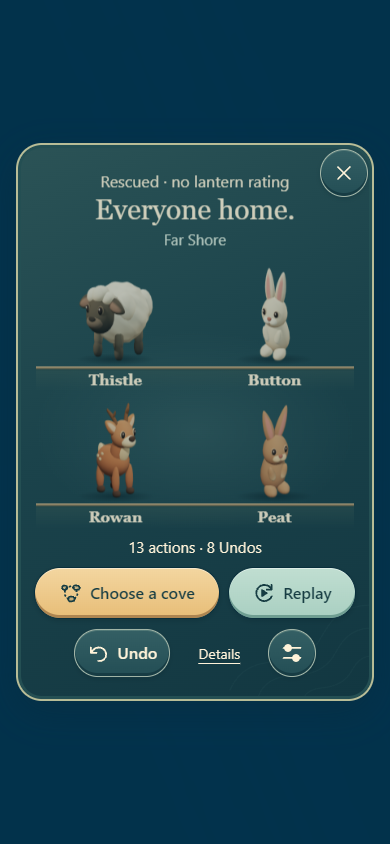 Rescued · no lantern rating
Everyone home.
Far Shore
Thistle
Button
Rowan
Peat
13 actions · 8 Undos
Choose a cove
Replay
Undo
Details